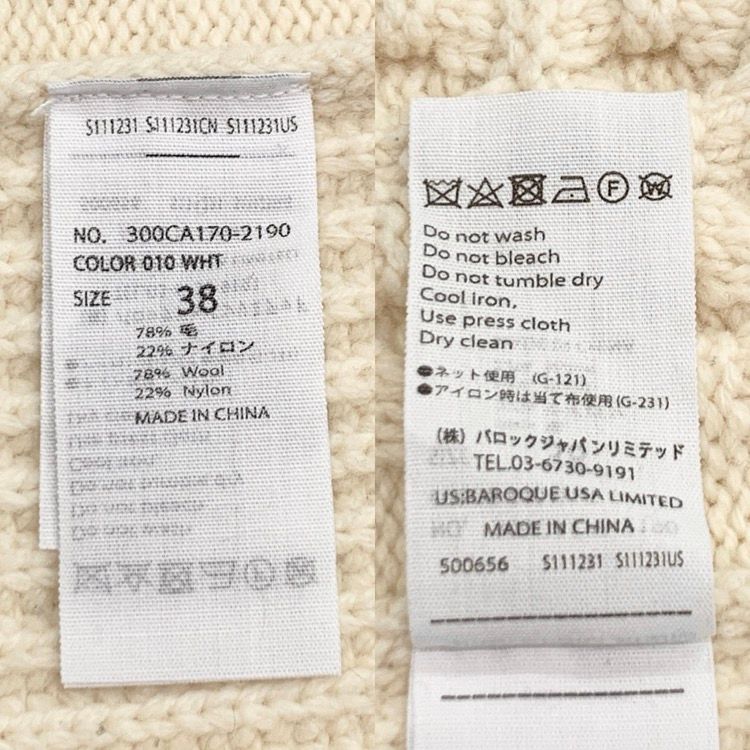 S111231 SJ11231CN S111231US
NO. 300CA170-2190
COLOR 010 WHT
SIZE 38
78% 毛
22% ナイロン
78% Wool
22% Nylon
MADE IN CHINA
F W
Do not wash
Do not bleach
Do not tumble dry
Cool iron.
Use press cloth
Dry clean
●ネット使用 (G-121)
●アイロン時は当て布使用(G-231)
(株) バロックジャパンリミテッド
TEL.03-6730-9191
US:BAROQUE USA LIMITED
MADE IN CHINA
500656 S111231 S111231US